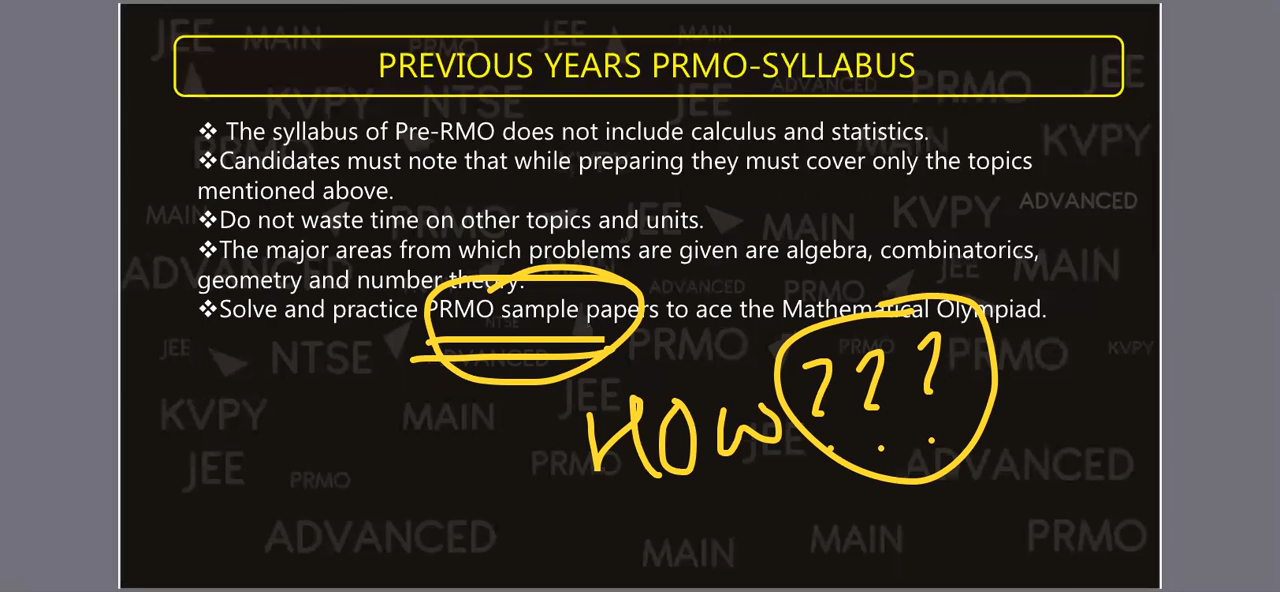 PREVIOUS YEARS PRMO-SYLLABUS
❖ The syllabus of Pre-RMO does not include calculus and statistics.
❖Candidates must note that while preparing they must cover only the topics
mentioned above.
❖Do not waste time on other topics and units.
❖The major areas from which problems are given are algebra, combinatorics,
geometry and number theory.
❖Solve and practice PRMO sample papers to ace the Mathematical Olympiad.
HOW ???